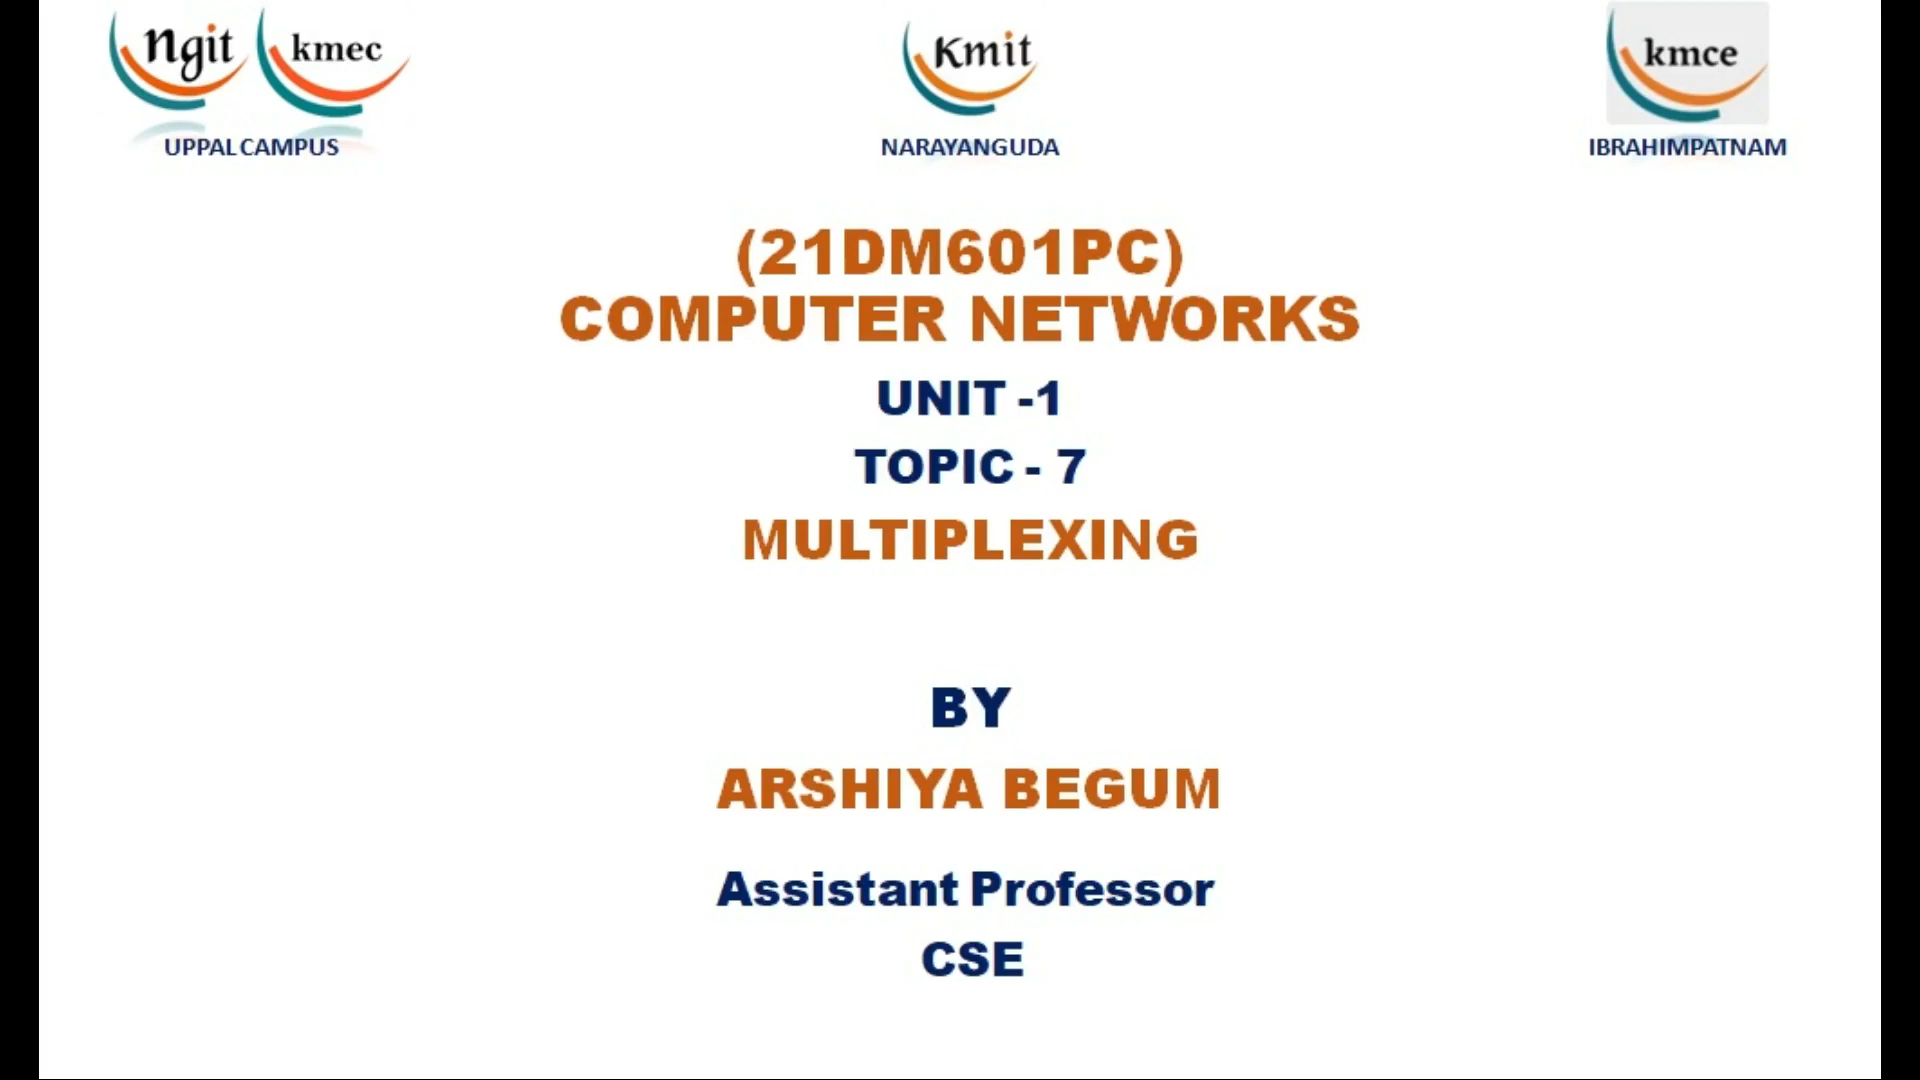 Ngit kmec Kmit kmce
UPPAL CAMPUS NARAYANGUDA IBRAHIMPATNAM
(21DM601PC)
COMPUTER NETWORKS
UNIT -1
TOPIC - 7
MULTIPLEXING
BY
ARSHIYA BEGUM
Assistant Professor
CSE